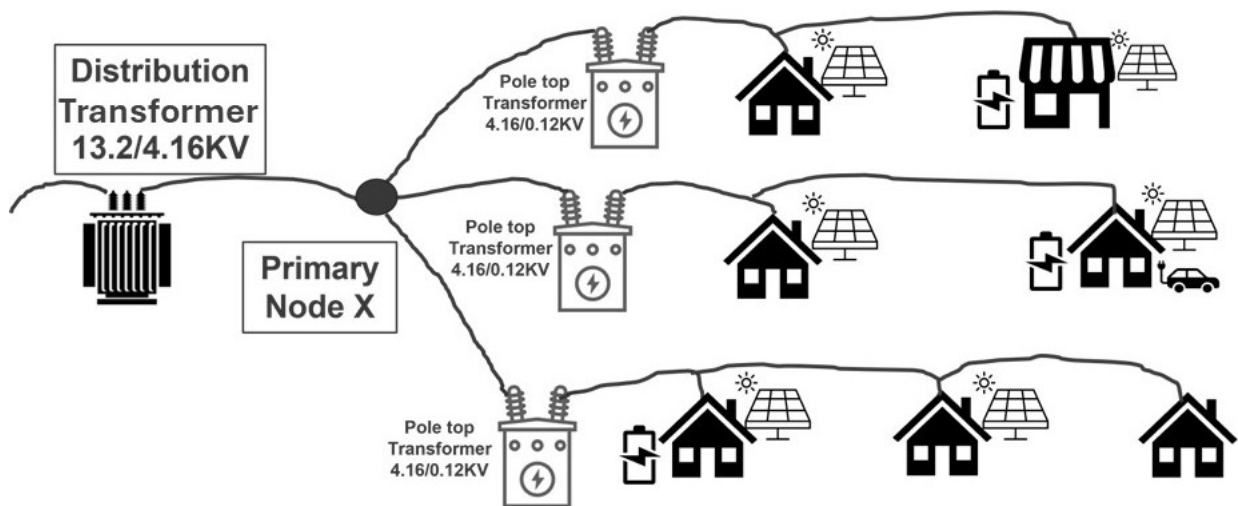 Distribution
Transformer
13.2/4.16KV
Pole top
Transformer
4.16/0.12KV
Primary
Node X
Pole top
Transformer
4.16/0.12KV
Pole top
Transformer
4.16/0.12KV